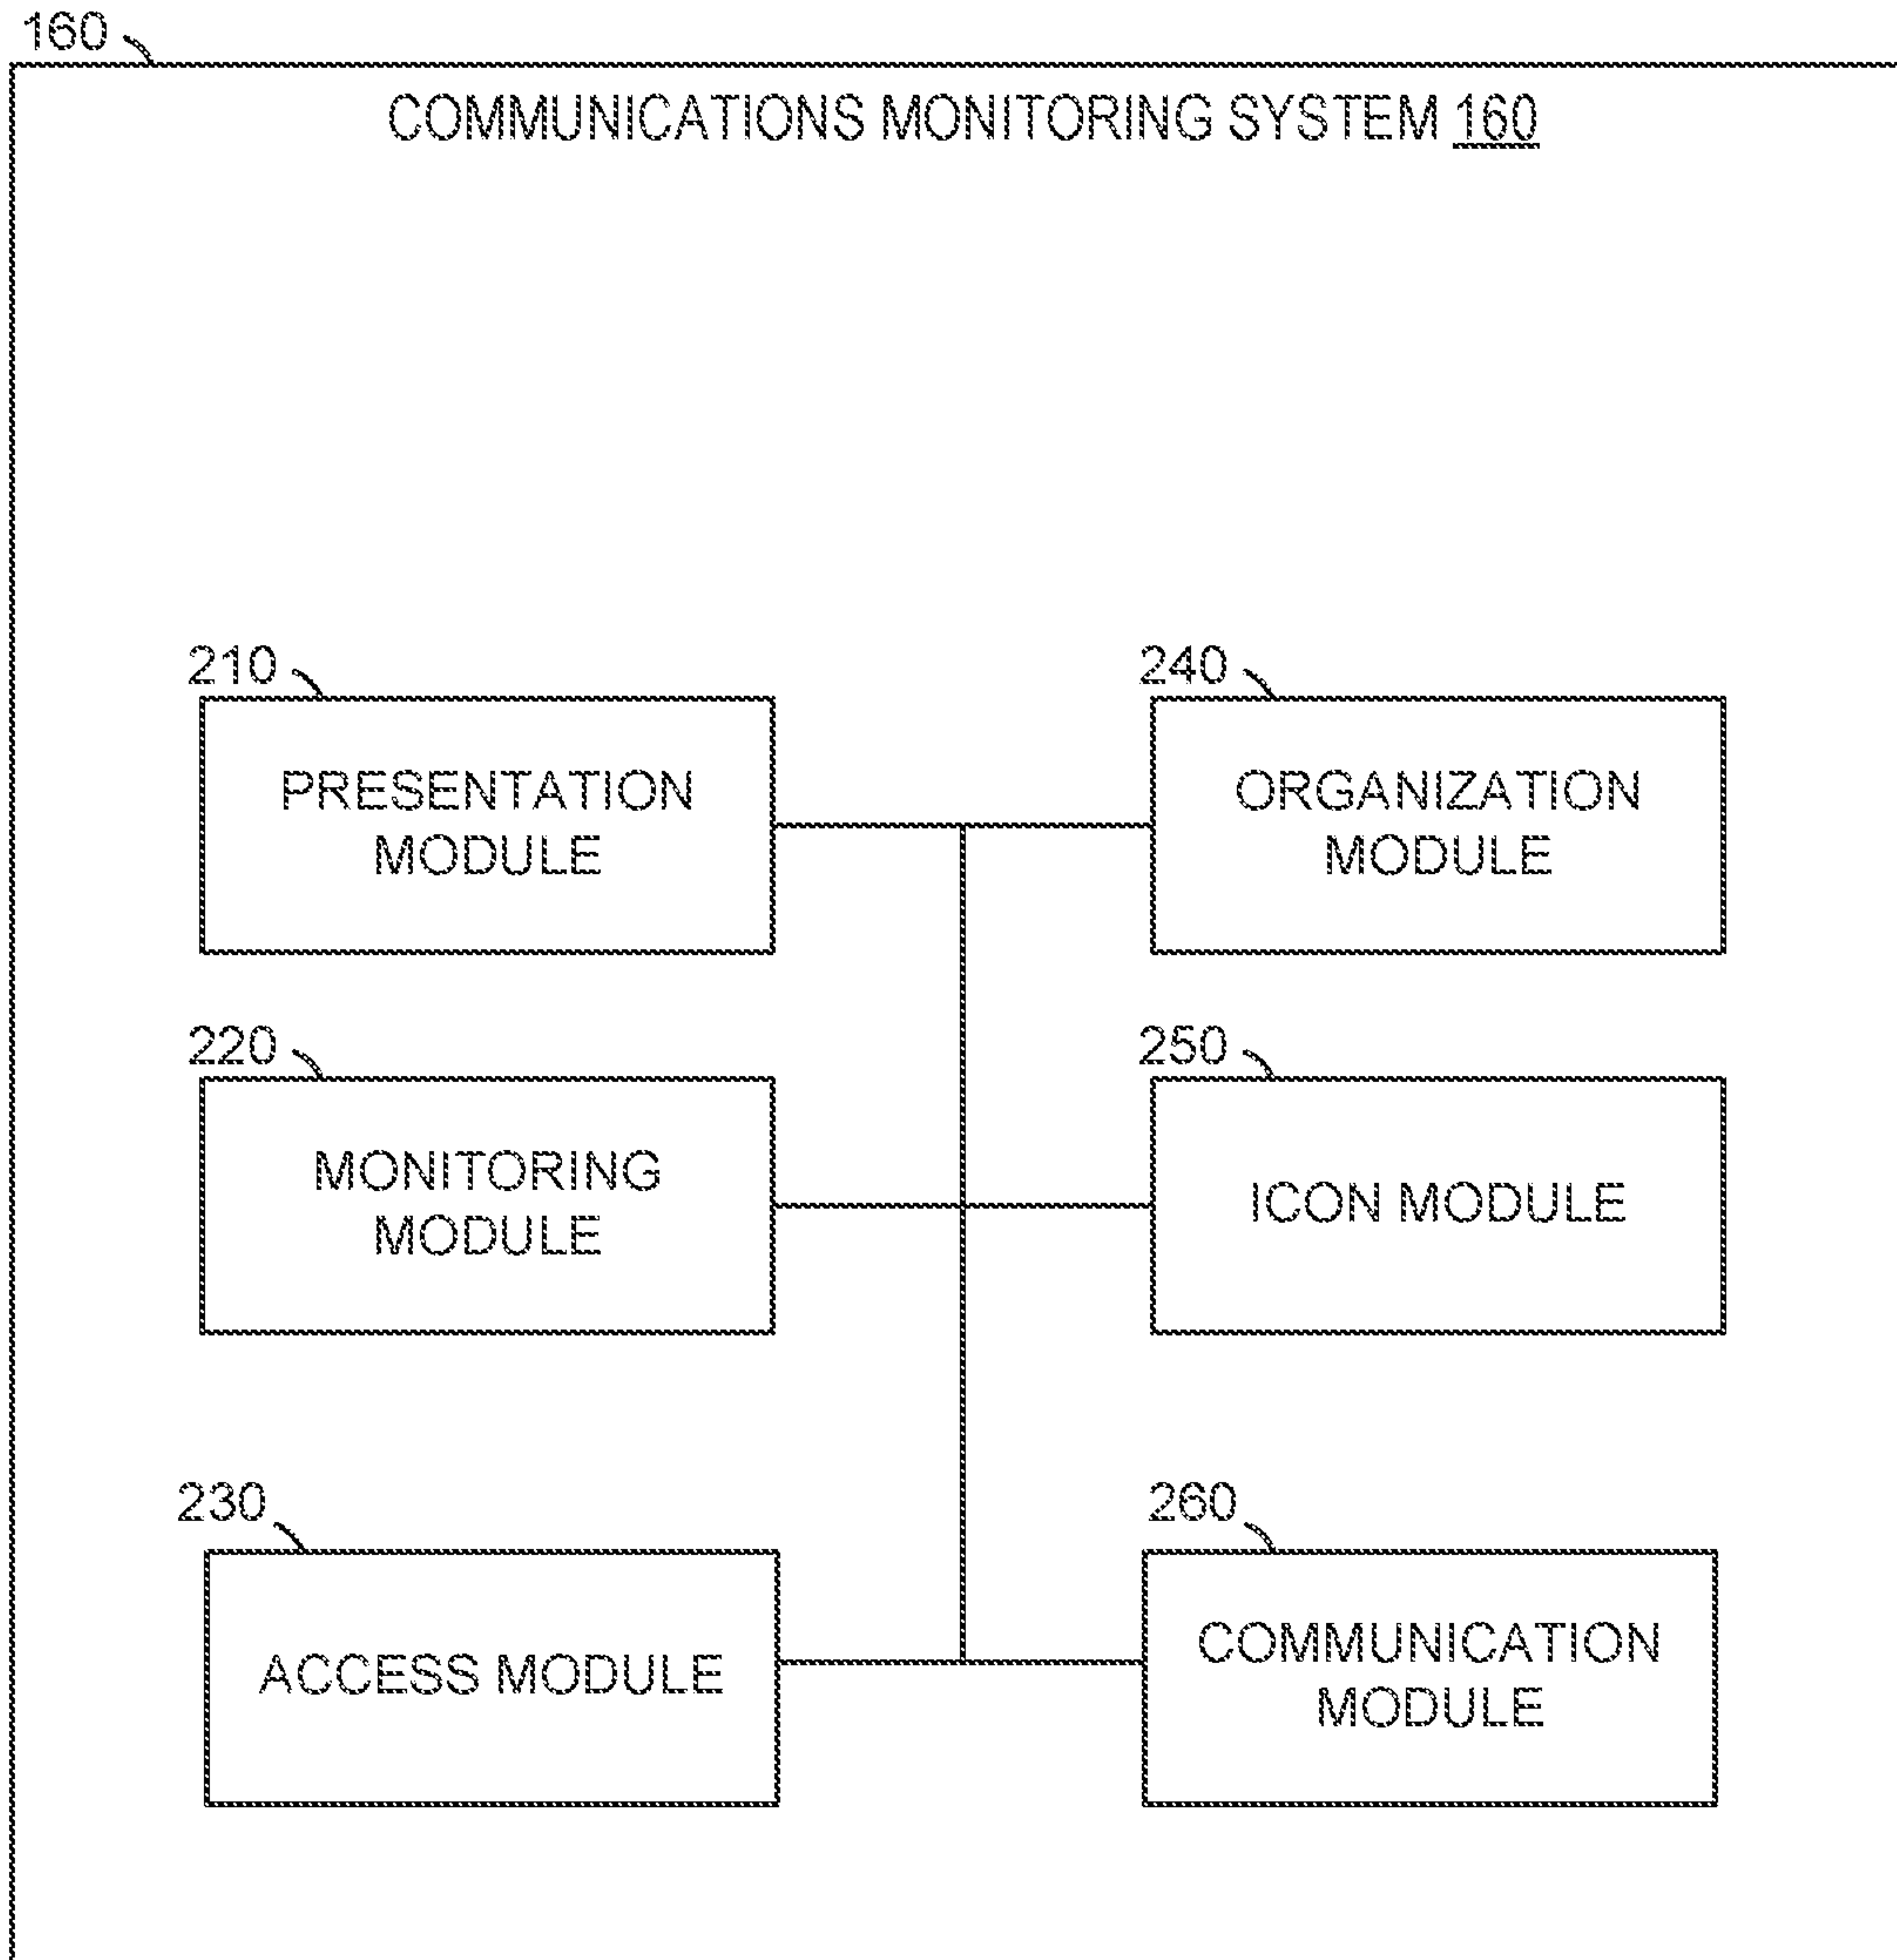 160
COMMUNICATIONS MONITORING SYSTEM 160
210
PRESENTATION
MODULE
240
ORGANIZATION
MODULE
220
MONITORING
MODULE
250
ICON MODULE
230
ACCESS MODULE
260
COMMUNICATION
MODULE